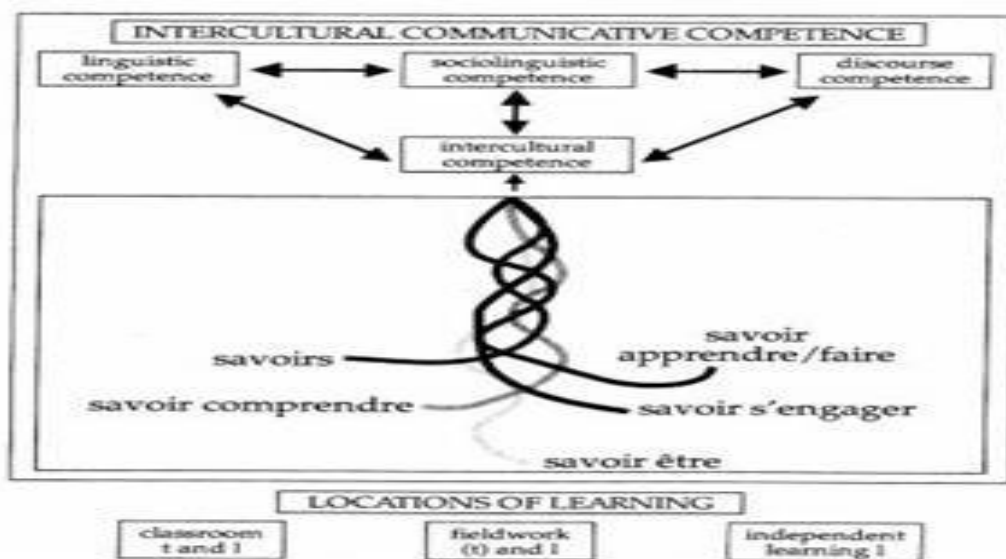 INTERCULTURAL COMMUNICATIVE COMPETENCE
linguistic
competence
sociolinguistic
competence
discourse
competence
intercultural
competence
savoirs
savoir
apprendre/faire
savoir comprendre
savoir s'engager
savoir être
LOCATIONS OF LEARNING
classroom
t and l
fieldwork
(t) and l
independent
learning